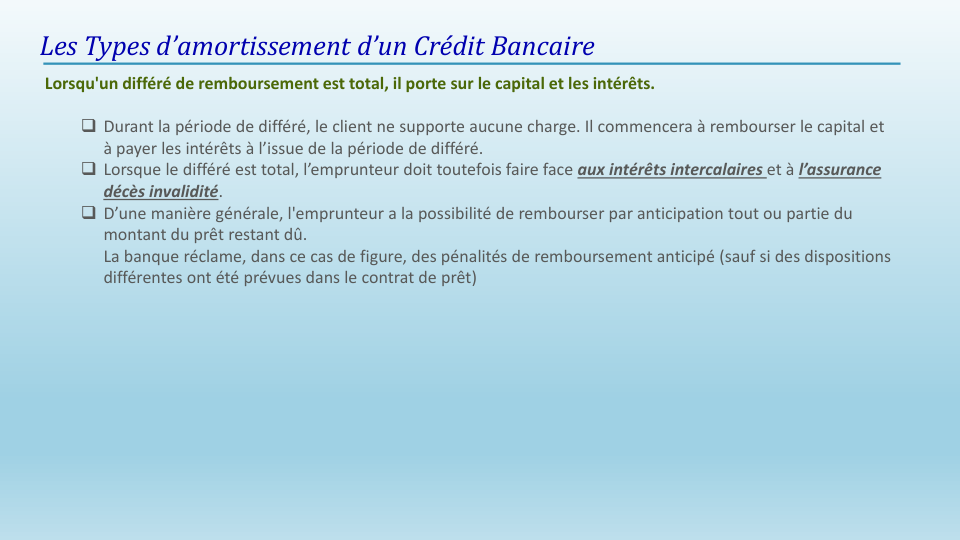 Les Types d’amortissement d’un Crédit Bancaire
Lorsqu'un différé de remboursement est total, il porte sur le capital et les intérêts.
❑ Durant la période de différé, le client ne supporte aucune charge. Il commencera à rembourser le capital et
à payer les intérêts à l’issue de la période de différé.
❑ Lorsque le différé est total, l’emprunteur doit toutefois faire face aux intérêts intercalaires et à l’assurance
décès invalidité.
❑ D’une manière générale, l'emprunteur a la possibilité de rembourser par anticipation tout ou partie du
montant du prêt restant dû.
La banque réclame, dans ce cas de figure, des pénalités de remboursement anticipé (sauf si des dispositions
différentes ont été prévues dans le contrat de prêt)